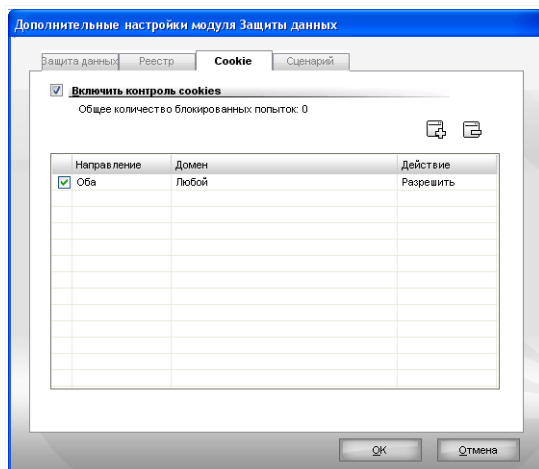 Дополнительные настройки модуля Защиты данных
Защита данных Реестр Cookie Сценарий
Включить контроль cookies
Общее количество блокированных попыток: 0
Направление Домен Действие
Оба Любой Разрешить
OK Отмена